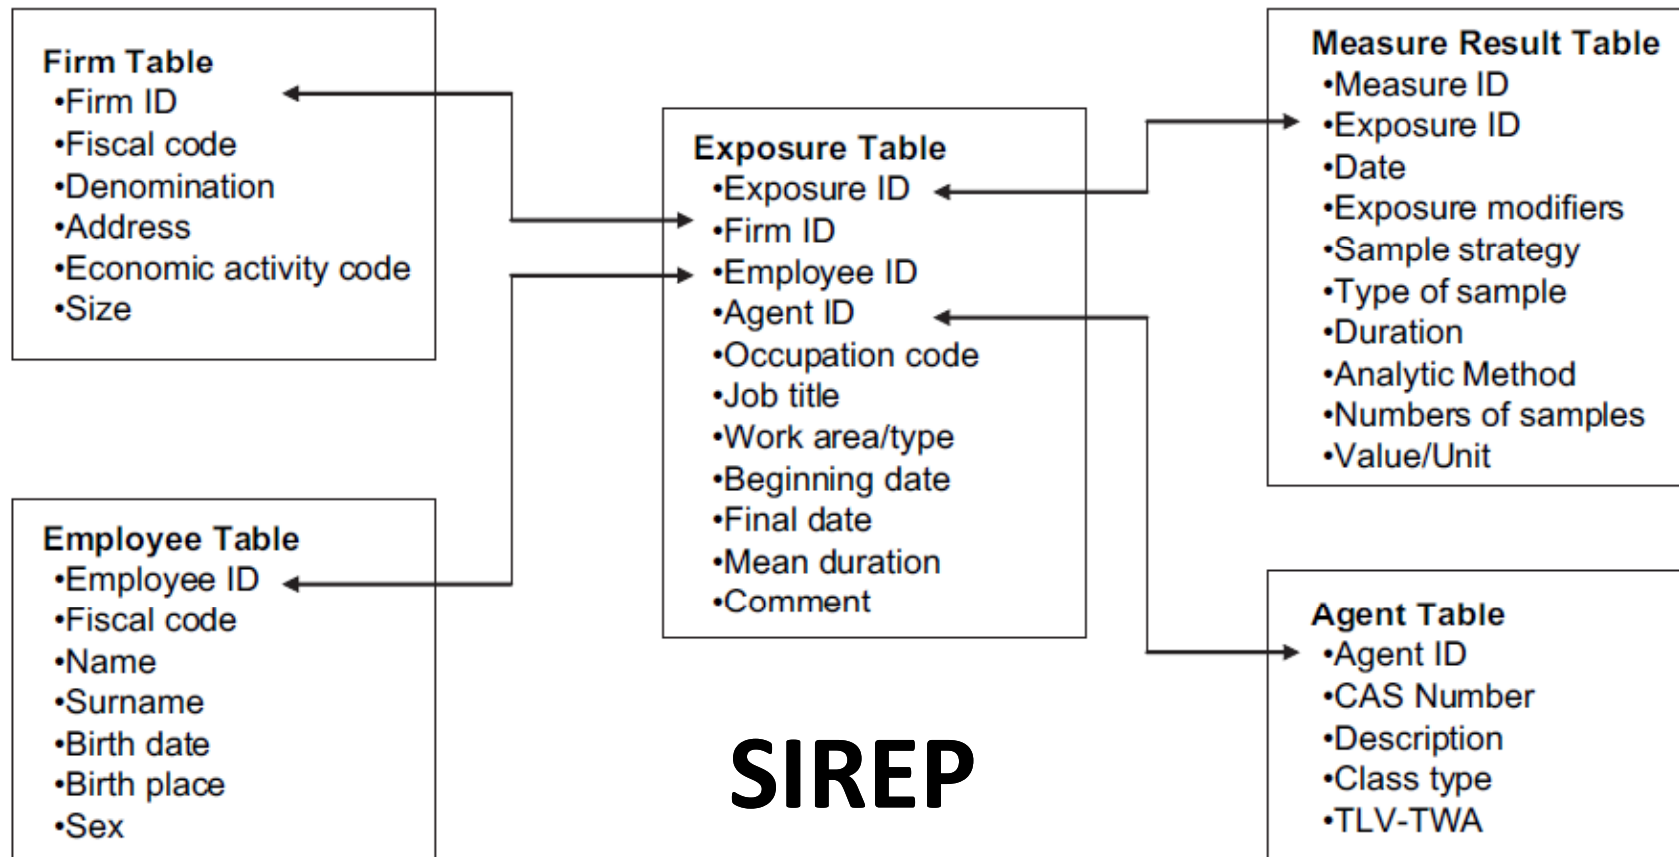 Firm Table
•Firm ID
•Fiscal code
•Denomination
•Address
•Economic activity code
•Size
Employee Table
•Employee ID
•Fiscal code
•Name
•Surname
•Birth date
•Birth place
•Sex
Exposure Table
•Exposure ID
•Firm ID
•Employee ID
•Agent ID
•Occupation code
•Job title
•Work area/type
•Beginning date
•Final date
•Mean duration
•Comment
SIREP
Measure Result Table
•Measure ID
•Exposure ID
•Date
•Exposure modifiers
•Sample strategy
•Type of sample
•Duration
•Analytic Method
•Numbers of samples
•Value/Unit
Agent Table
•Agent ID
•CAS Number
•Description
•Class type
•TLV-TWA